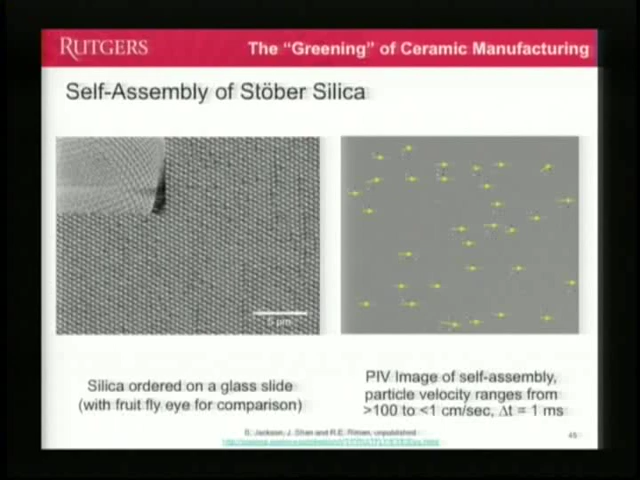 RUTGERS
The "Greening" of Ceramic Manufacturing
Self-Assembly of Stöber Silica
5 µm
Silica ordered on a glass slide
(with fruit fly eye for comparison)
PIV Image of self-assembly,
particle velocity ranges from
>100 to <1 cm/sec, Δt = 1 ms
B. Jackson, J. Shan and R.E. Riman, unpublished
45